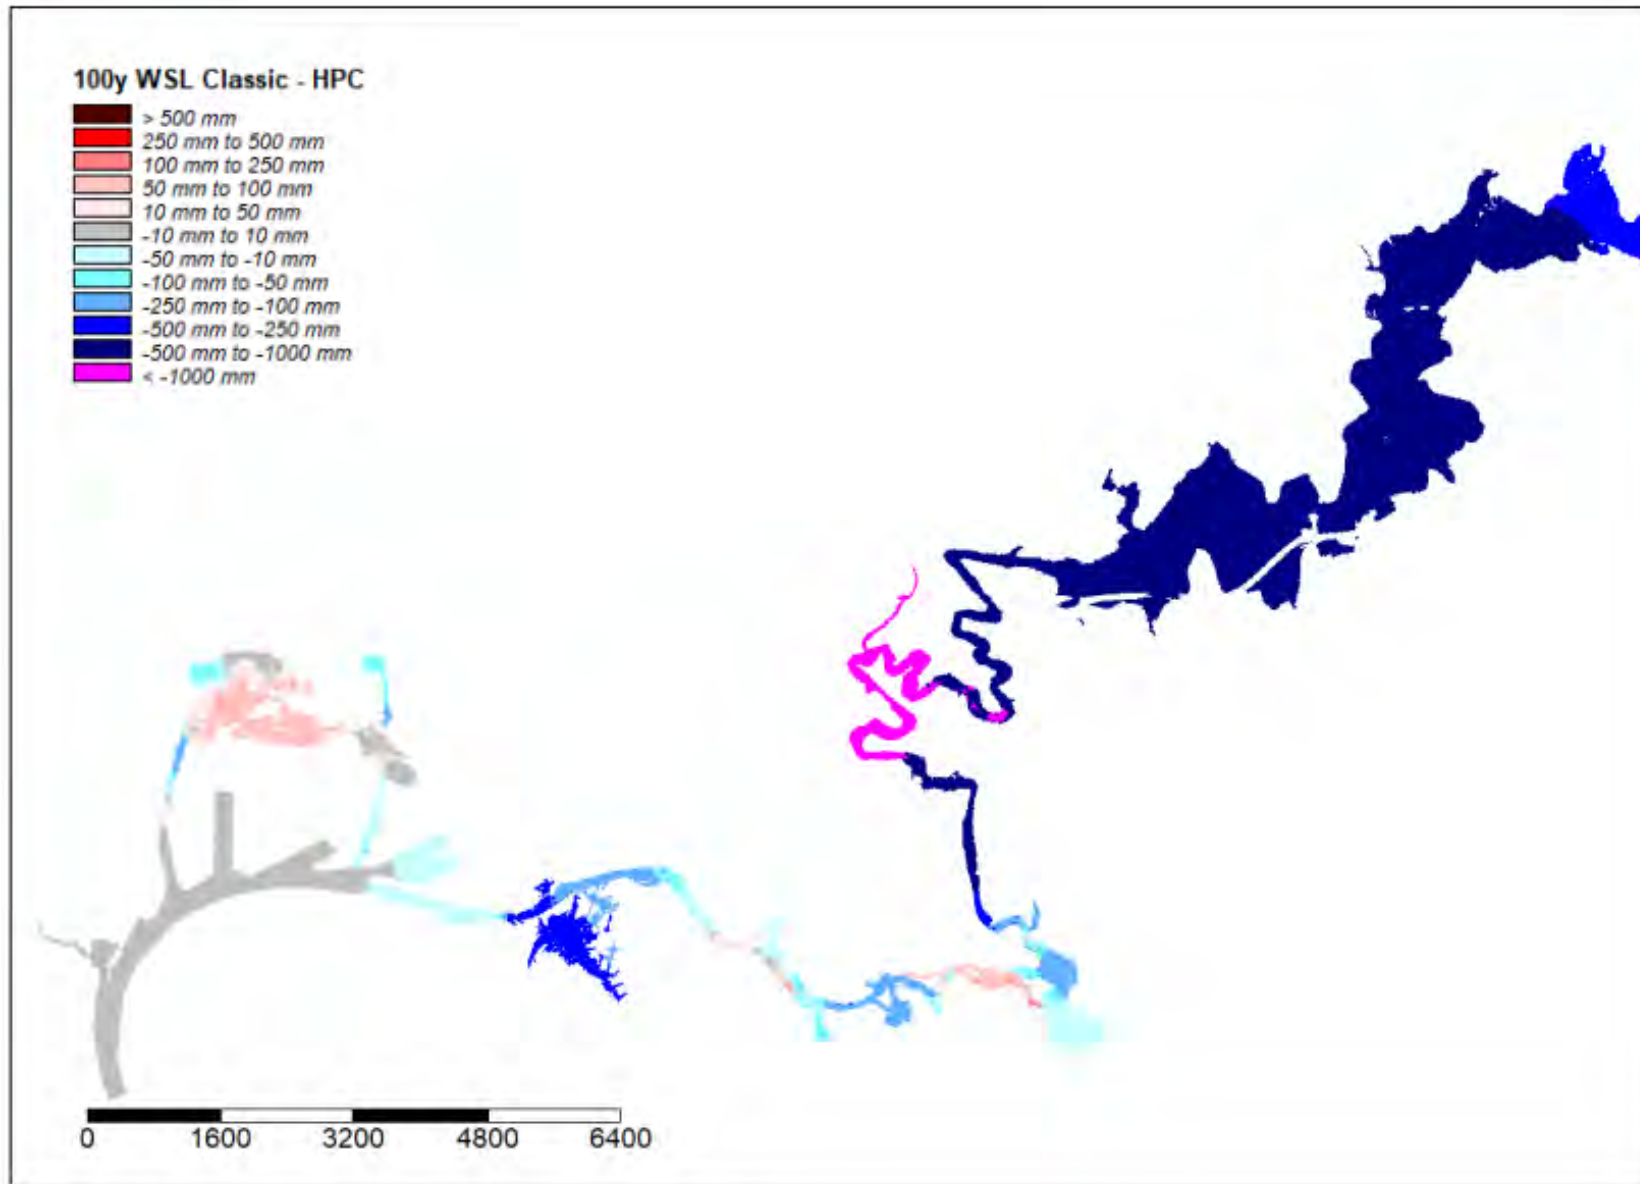 100y WSL Classic - HPC
> 500 mm
250 mm to 500 mm
100 mm to 250 mm
50 mm to 100 mm
10 mm to 50 mm
-10 mm to 10 mm
-50 mm to -10 mm
-100 mm to -50 mm
-250 mm to -100 mm
-500 mm to -250 mm
-500 mm to -1000 mm
< -1000 mm
0 1600 3200 4800 6400